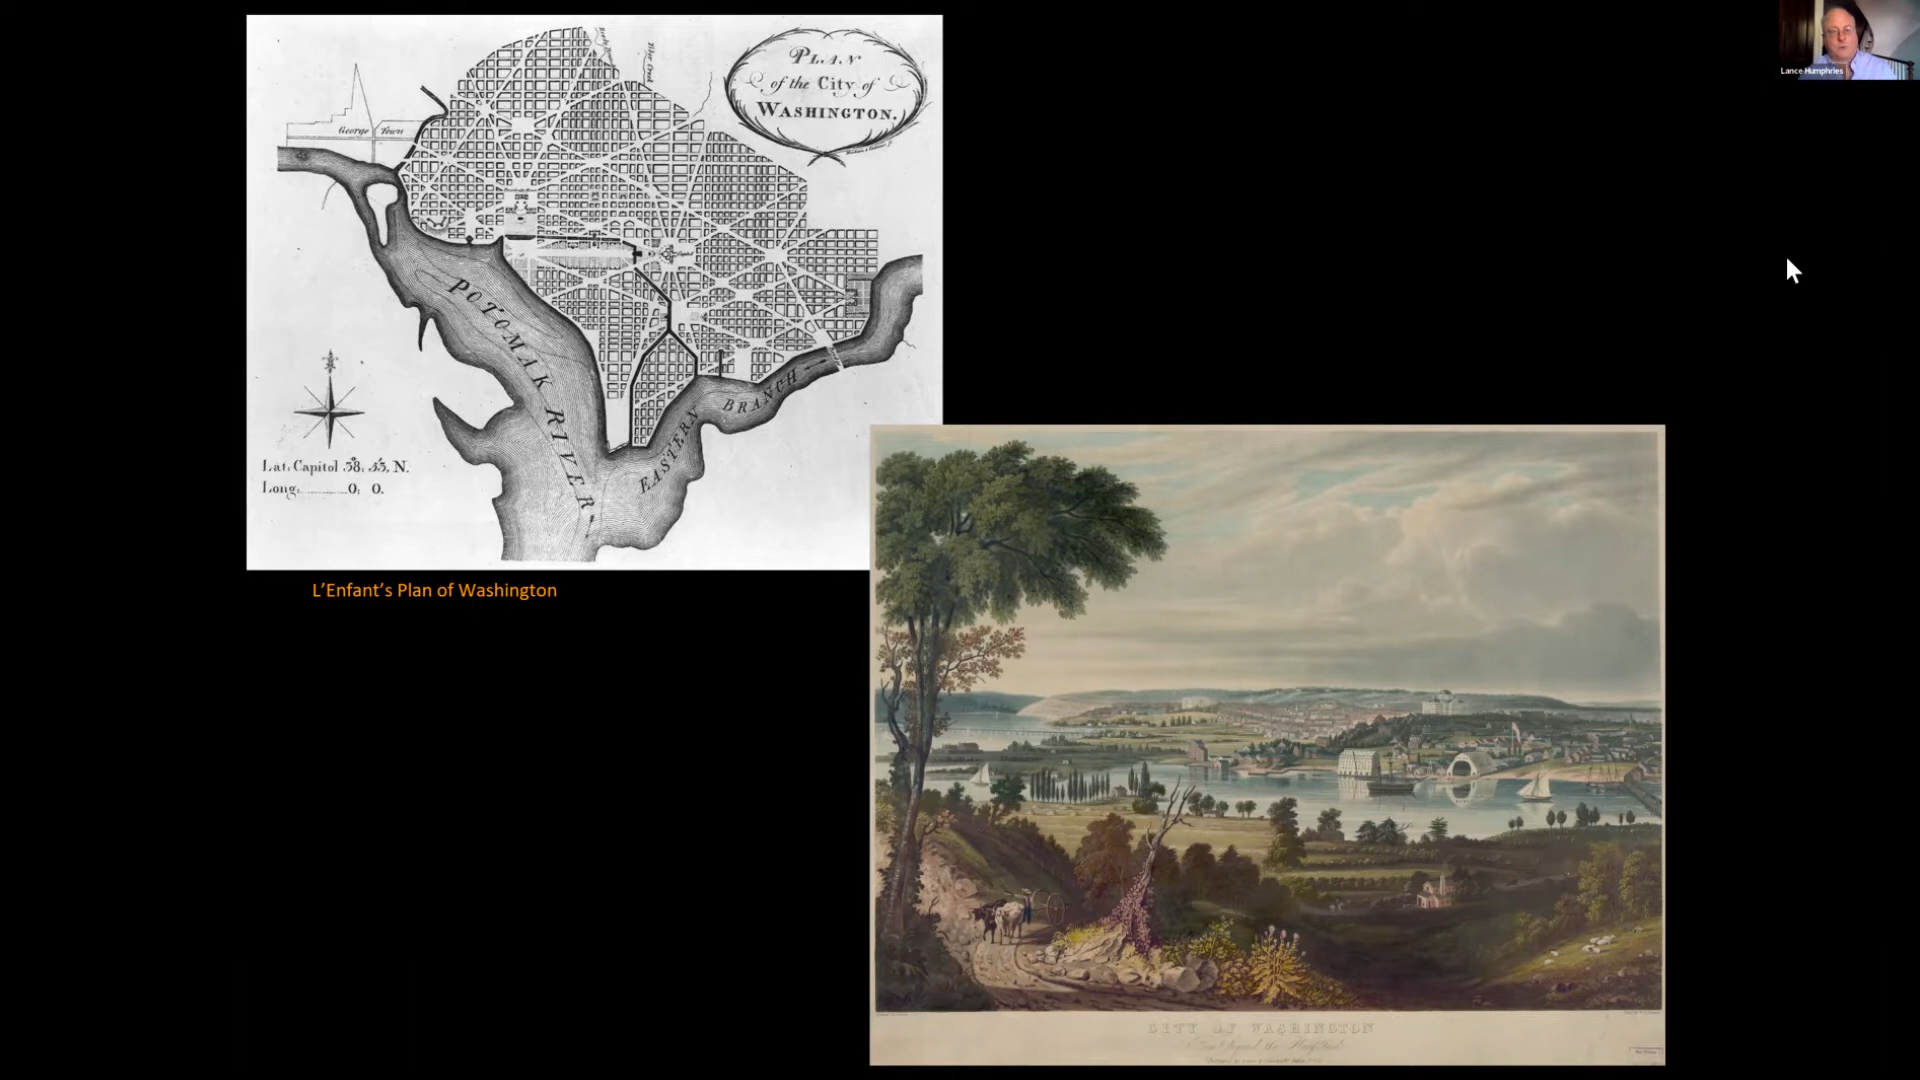 PLAN
of the City of
WASHINGTON.
George Town
POTOMAK RIVER
EASTERN BRANCH
Lat: Capitol 38: 53, N.
Long: 0: 0.
L’Enfant’s Plan of Washington
CITY OF WASHINGTON
Lance Humphries